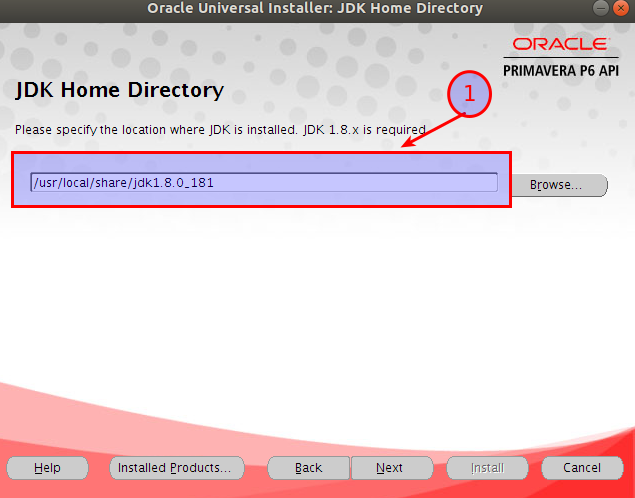 Oracle Universal Installer: JDK Home Directory
ORACLE
PRIMAVERA P6 API
JDK Home Directory
1
Please specify the location where JDK is installed. JDK 1.8.x is required
/usr/local/share/jdk1.8.0_181
Browse...
Help
Installed Products...
Back
Next
Install
Cancel